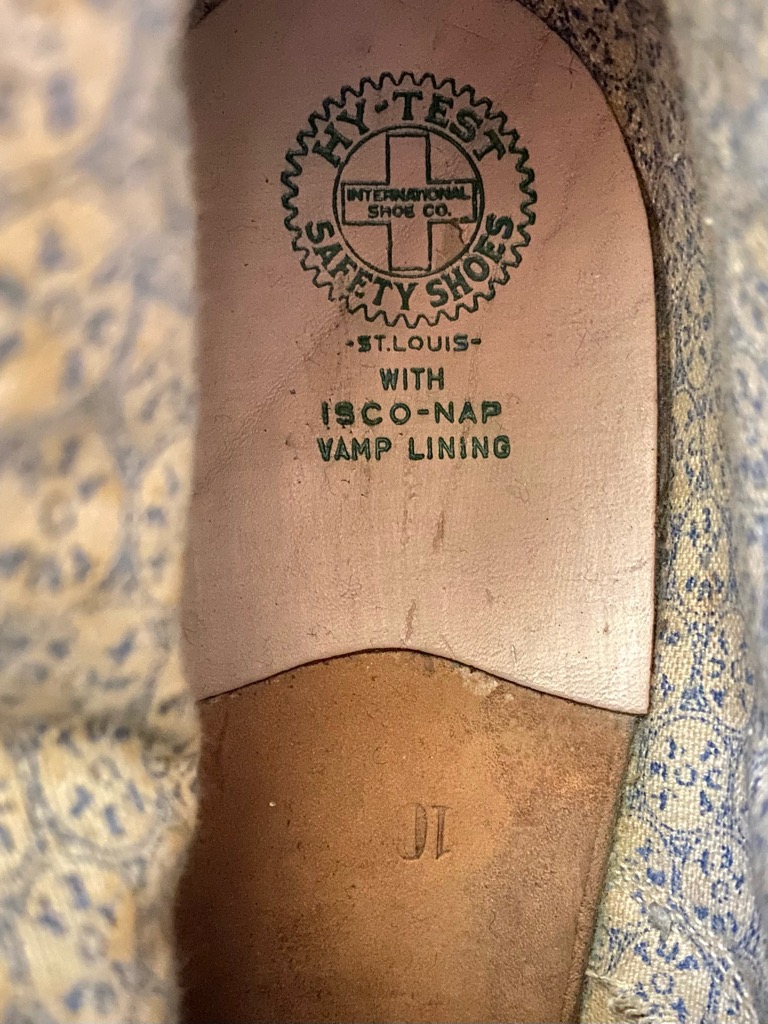 HY-TEST
INTERNATIONAL
SHOE CO.
SAFETY SHOES
-ST. LOUIS-
WITH
ISCO-NAP
VAMP LINING
10